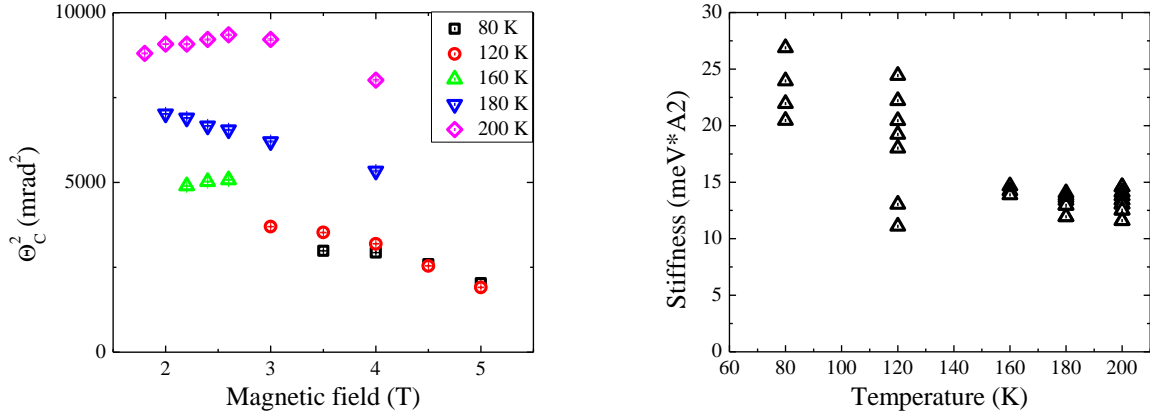 10000
5000
0
Θ_C^2 (mrad^2)
2 3 4 5
Magnetic field (T)
80 K
120 K
160 K
180 K
200 K
30
25
20
15
10
5
0
Stiffness (meV*A2)
60 80 100 120 140 160 180 200
Temperature (K)